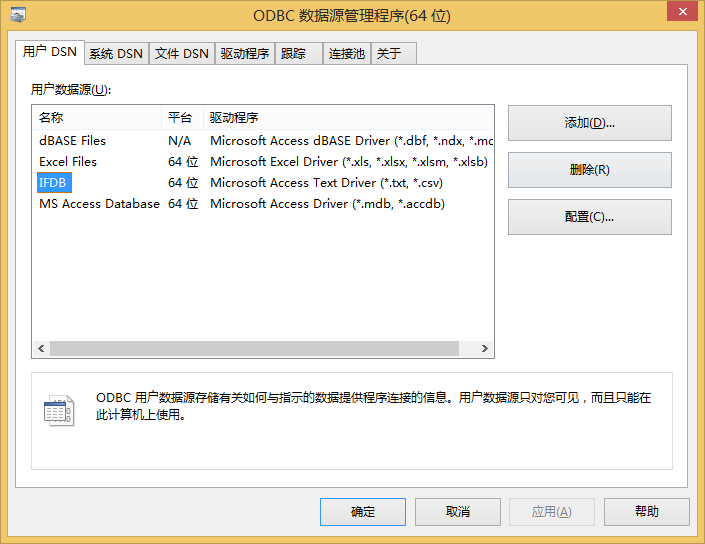 ODBC 数据源管理程序(64 位)
用户 DSN 系统 DSN 文件 DSN 驱动程序 跟踪 连接池 关于
用户数据源(U):
名称 平台 驱动程序
dBASE Files N/A Microsoft Access dBASE Driver (*.dbf, *.ndx, *.mc
Excel Files 64 位 Microsoft Excel Driver (*.xls, *.xlsx, *.xlsm, *.xlsb)
IFDB 64 位 Microsoft Access Text Driver (*.txt, *.csv)
MS Access Database 64 位 Microsoft Access Driver (*.mdb, *.accdb)
添加(D)...
删除(R)
配置(C)...
ODBC 用户数据源存储有关如何与指示的数据提供程序连接的信息。用户数据源只对您可见，而且只能在
此计算机上使用。
确定 取消 应用(A) 帮助